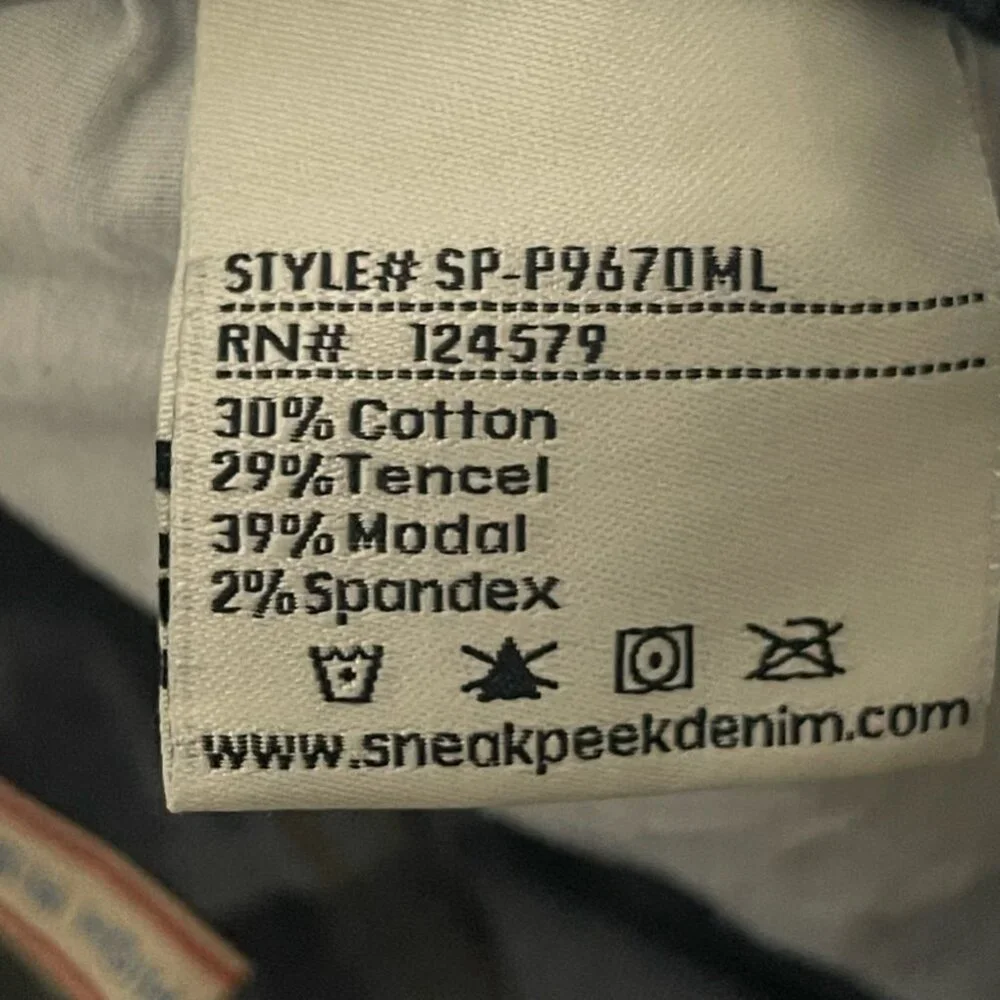 STYLE# SP-P9670ML
RN# 124579
30% Cotton
29% Tencel
39% Modal
2% Spandex
www.sneakpeekdenim.com